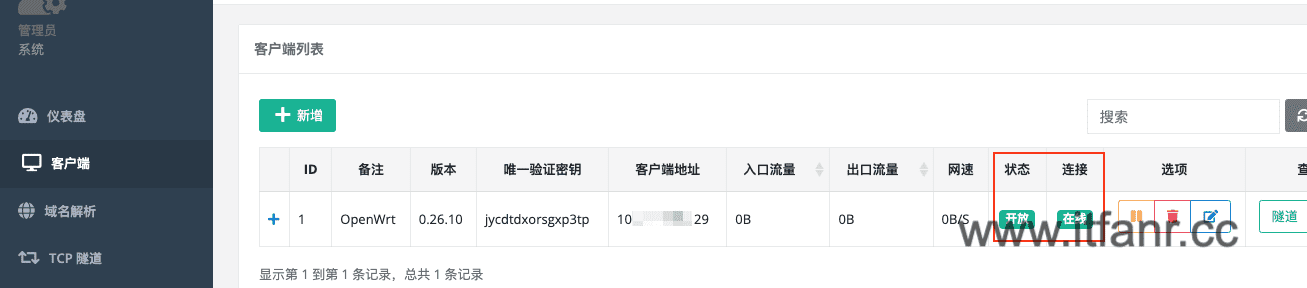 管理员
系统
仪表盘
客户端
域名解析
TCP 隧道
客户端列表
新增
搜索
ID 备注 版本 唯一验证密钥 客户端地址 入口流量 出口流量 网速 状态 连接 选项
1 OpenWrt 0.26.10 jycdtdxorsgxp3tp 10 29 0B 0B 0B/S 开放 在线 隧道
www.itfanr.cc
显示第 1 到第 1 条记录，总共 1 条记录